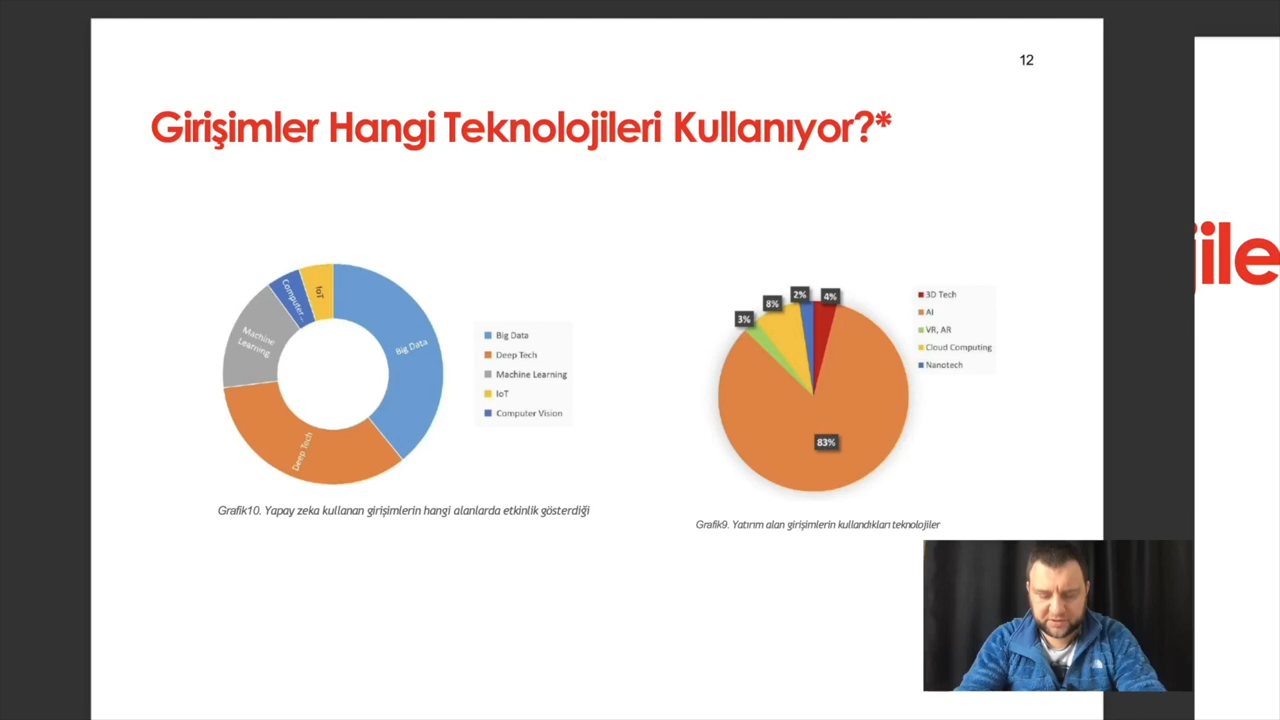 12
Girişimler Hangi Teknolojileri Kullanıyor?*
jile
IoT
Computer...
Machine
Learning
Big Data
Deep Tech
Big Data
Deep Tech
Machine Learning
IoT
Computer Vision
Grafik10. Yapay zeka kullanan girişimlerin hangi alanlarda etkinlik gösterdiği
2%
4%
8%
3%
83%
3D Tech
AI
VR, AR
Cloud Computing
Nanotech
Grafik9. Yatırım alan girişimlerin kullandıkları teknolojiler